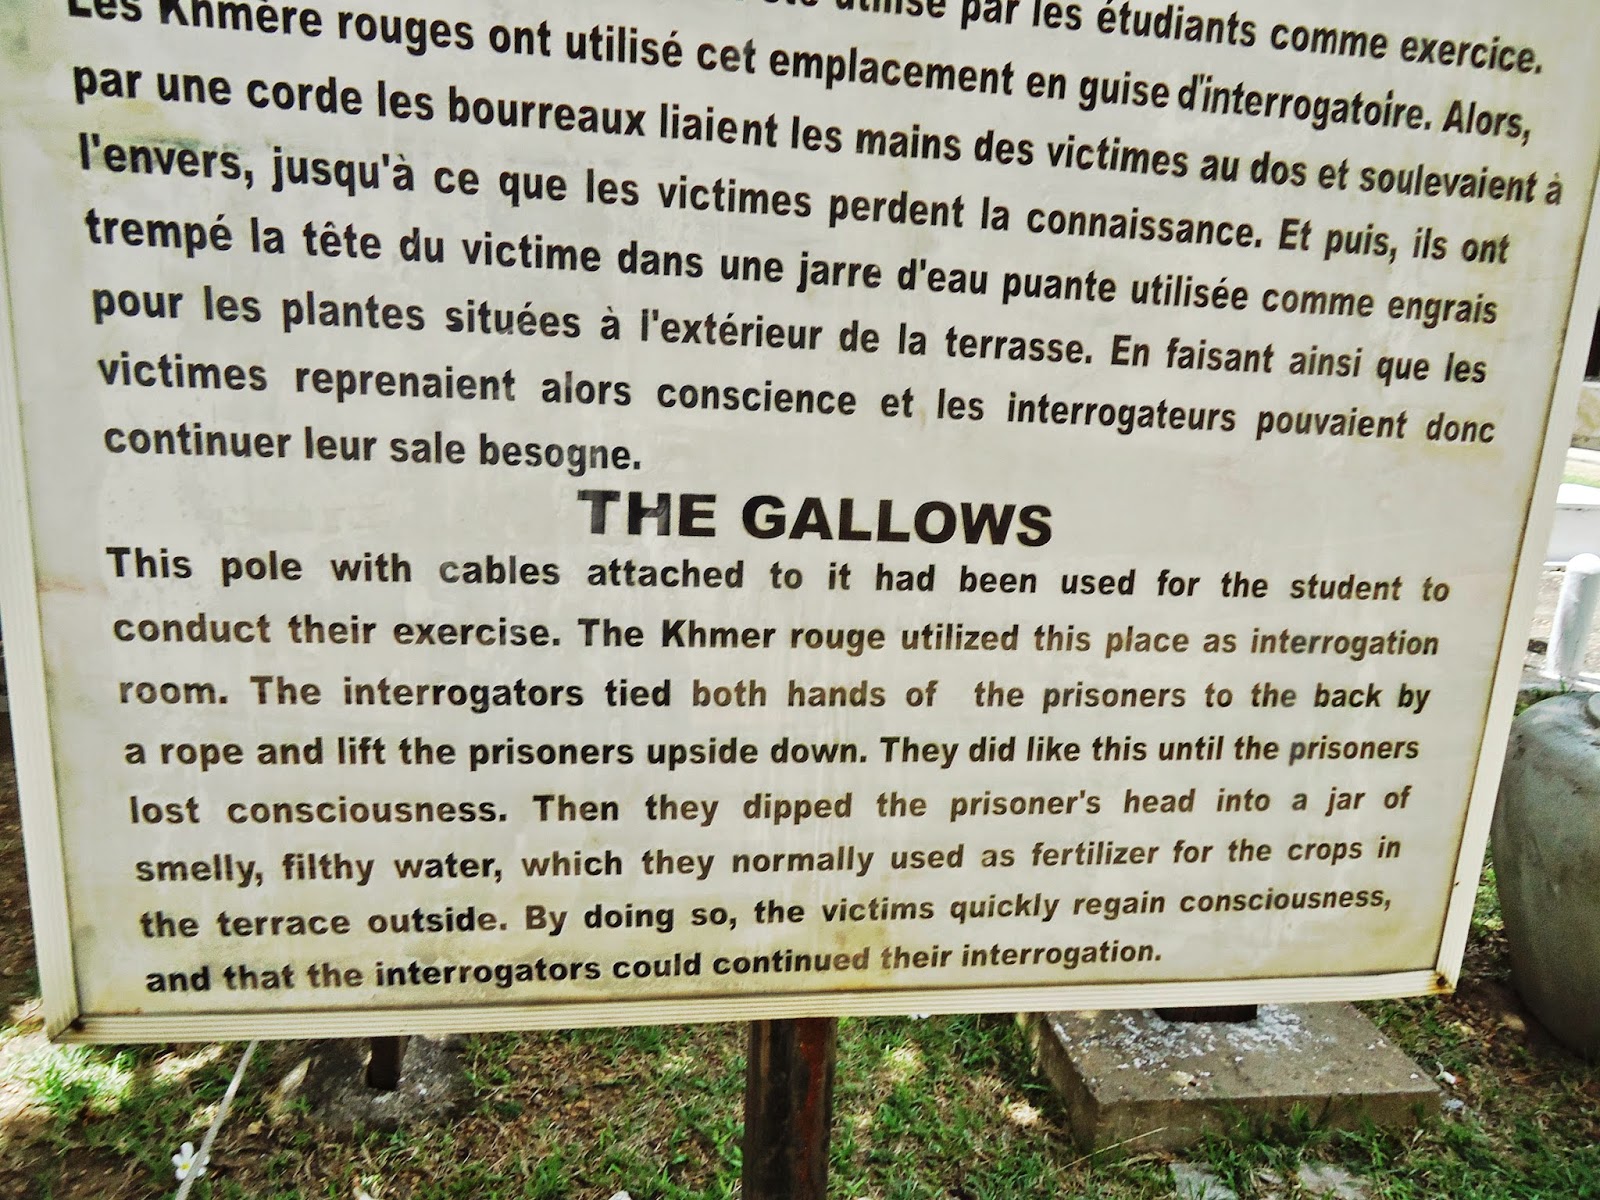 utilisé par les étudiants comme exercice.
Les Khmère rouges ont utilisé cet emplacement en guise d'interrogatoire. Alors,
par une corde les bourreaux liaient les mains des victimes au dos et soulevaient à
l'envers, jusqu'à ce que les victimes perdent la connaissance. Et puis, ils ont
trempé la tête du victime dans une jarre d'eau puante utilisée comme engrais
pour les plantes situées à l'extérieur de la terrasse. En faisant ainsi que les
victimes reprenaient alors conscience et les interrogateurs pouvaient donc
continuer leur sale besogne.
THE GALLOWS
This pole with cables attached to it had been used for the student to
conduct their exercise. The Khmer rouge utilized this place as interrogation
room. The interrogators tied both hands of the prisoners to the back by
a rope and lift the prisoners upside down. They did like this until the prisoners
lost consciousness. Then they dipped the prisoner's head into a jar of
smelly, filthy water, which they normally used as fertilizer for the crops in
the terrace outside. By doing so, the victims quickly regain consciousness,
and that the interrogators could continued their interrogation.